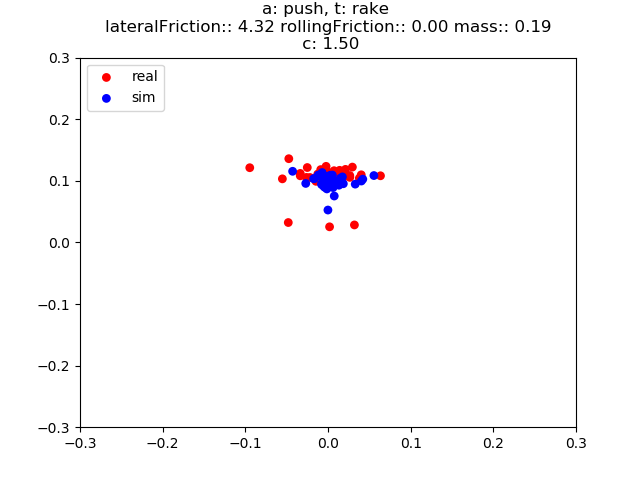 a: push, t: rake
lateralFriction:: 4.32 rollingFriction:: 0.00 mass:: 0.19
c: 1.50
0.3
real
sim
0.2
0.1
0.0
−0.1
−0.2
−0.3
−0.3 −0.2 −0.1 0.0 0.1 0.2 0.3